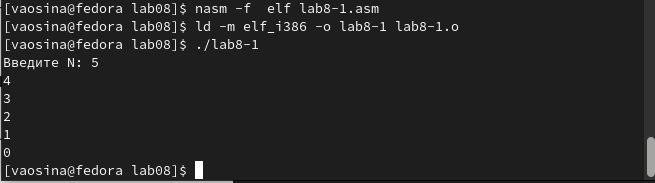 [vaosina@fedora lab08]$ nasm -f  elf lab8-1.asm
[vaosina@fedora lab08]$ ld -m elf_i386 -o lab8-1 lab8-1.o
[vaosina@fedora lab08]$ ./lab8-1
Введите N: 5
4
3
2
1
0
[vaosina@fedora lab08]$